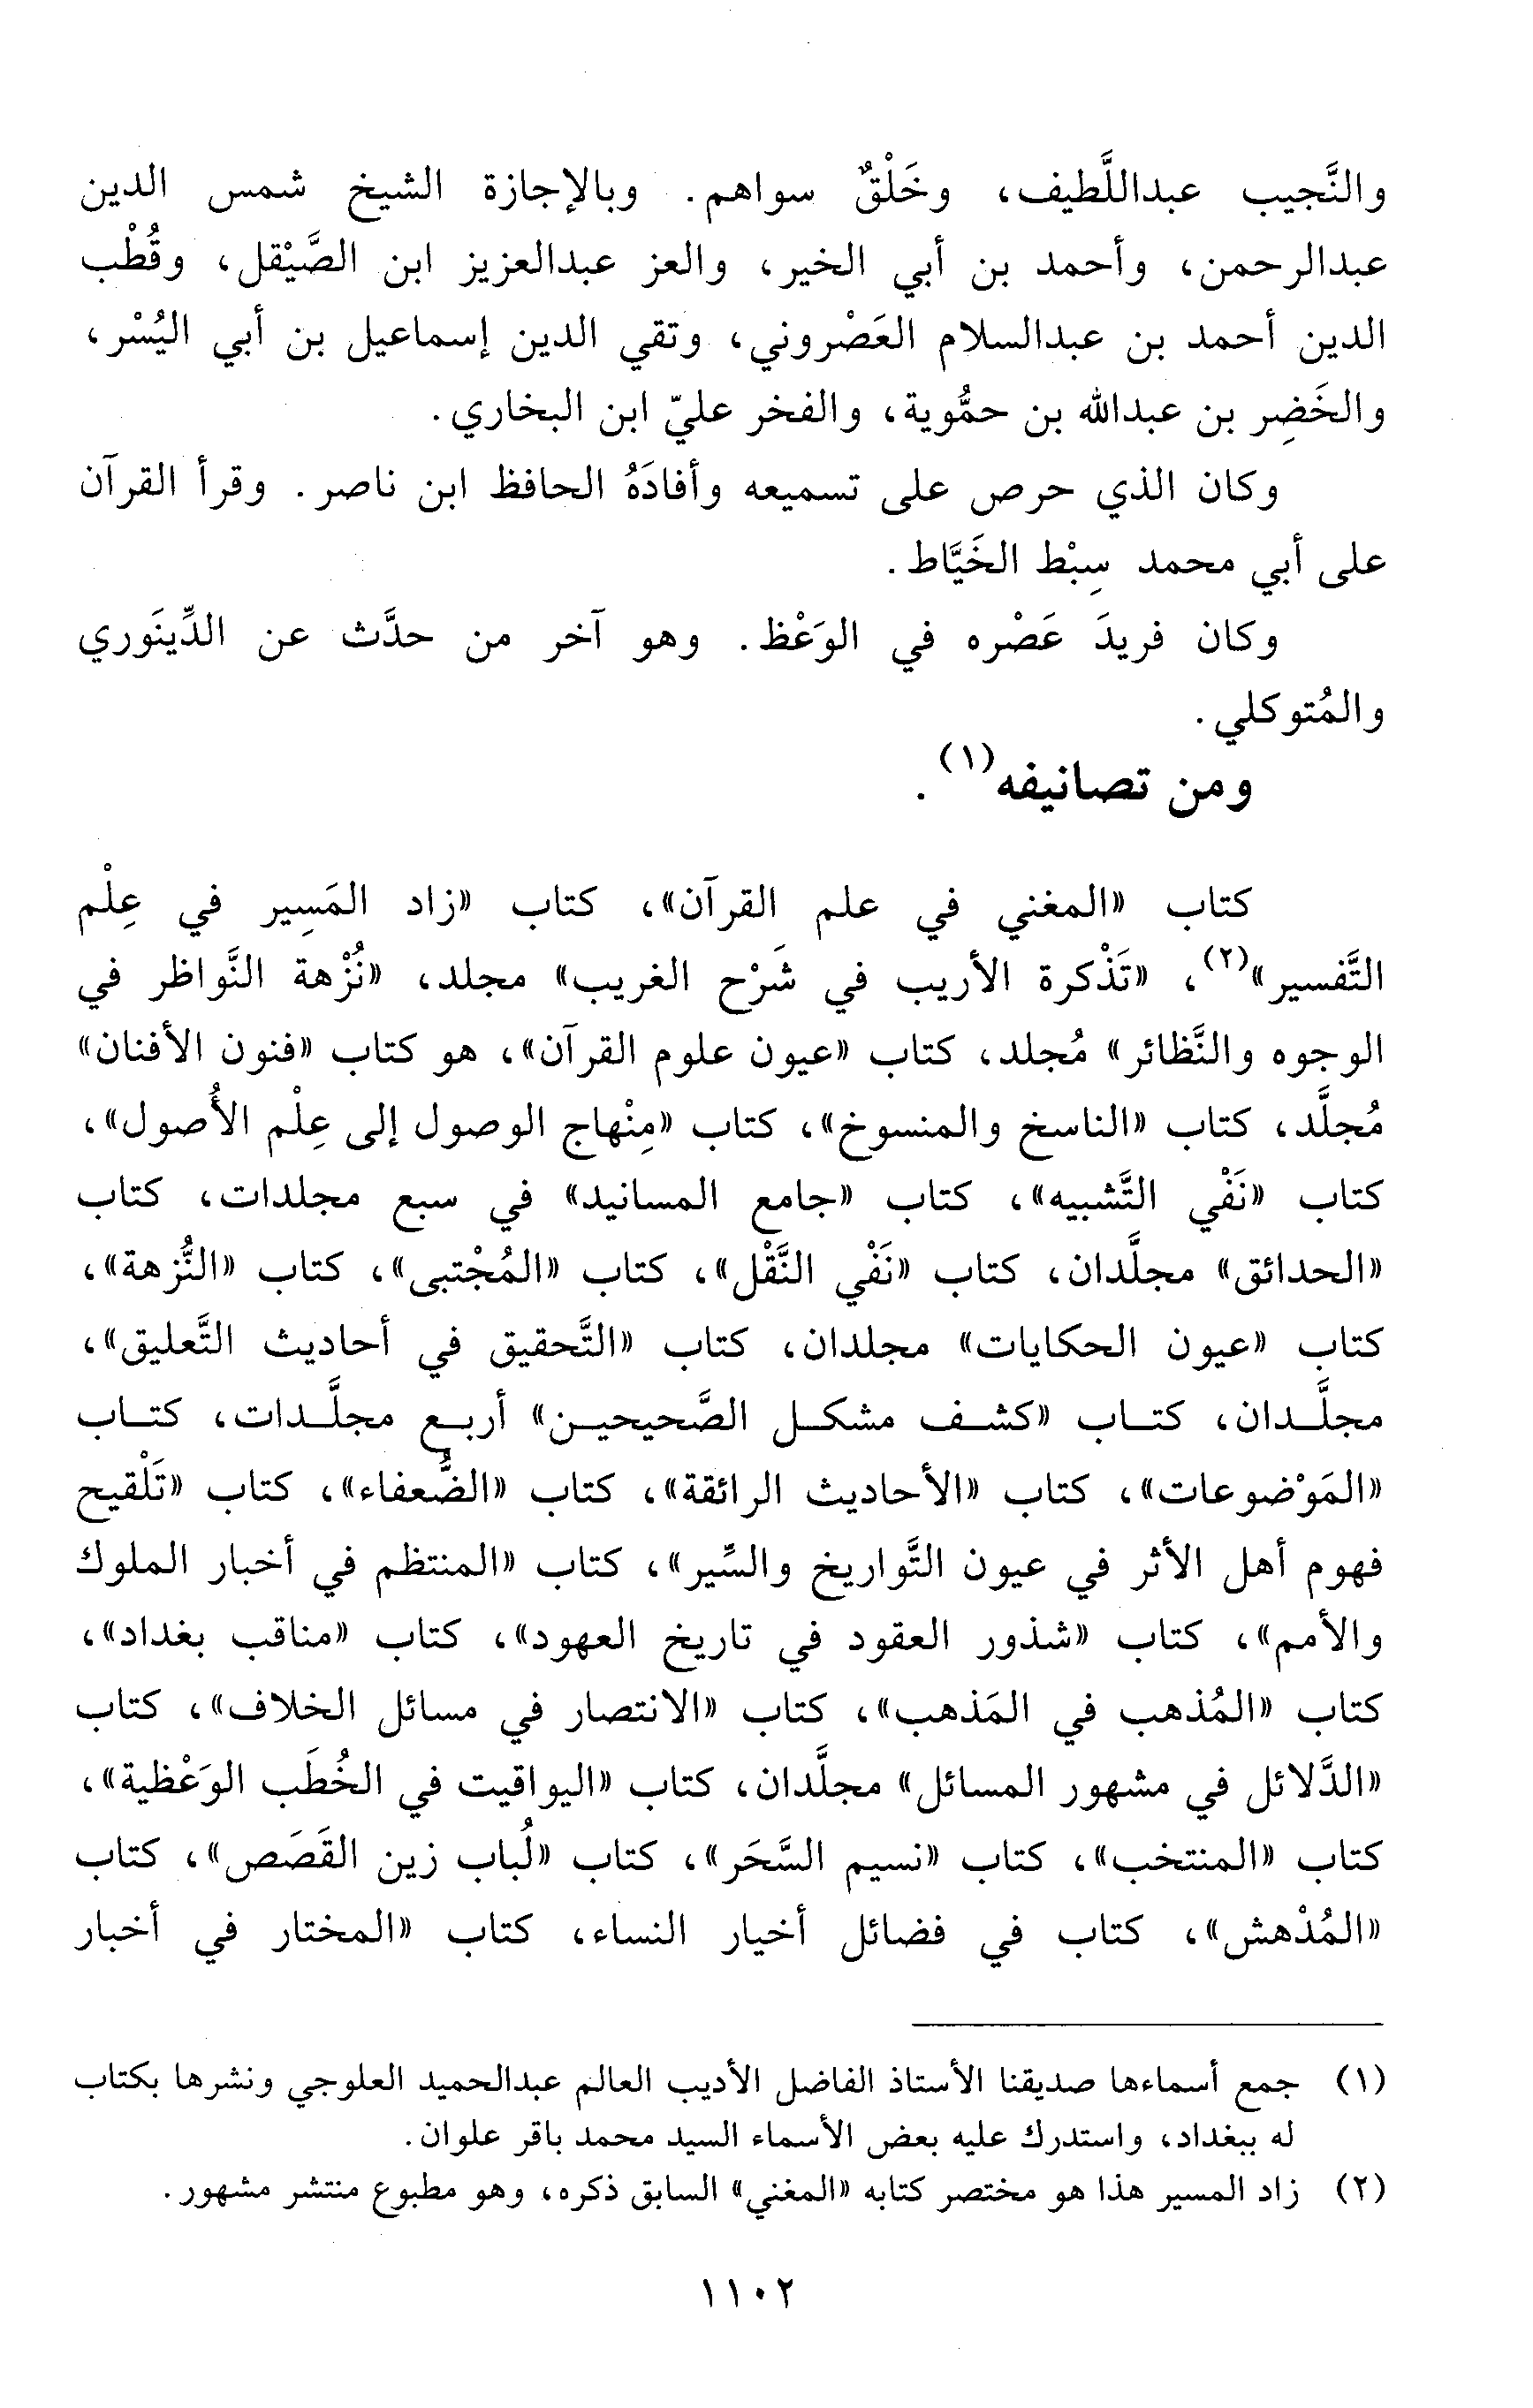 والنَّجيب عبداللَّطيف، وخَلْقٌ سواهم. وبالإجازة الشيخ شمس الدين
عبدالرحمن، وأحمد بن أبي الخير، والعز عبدالعزيز ابن الصَّيْقل، وقُطْب
الدين أحمد بن عبدالسلام العَصْروني، وتقي الدين إسماعيل بن أبي اليُسْر،
والخَضِر بن عبدالله بن حمُّوية، والفخر عليّ ابن البخاري.
وكان الذي حرص على تسميعه وأفادَهُ الحافظ ابن ناصر. وقرأ القرآن
على أبي محمد سِبْط الخَيَّاط.
وكان فريدَ عَصْره في الوَعْظ. وهو آخر من حدَّث عن الدِّينَوري
والمُتوكلي.
ومن تصانيفه(١).
كتاب «المغني في علم القرآن»، كتاب «زاد المَسِير في عِلْم
التَّفسير»(٢)، «تَذْكرة الأريب في شَرْح الغريب» مجلد، «نُزْهة النَّواظر في
الوجوه والنَّظائر» مُجلد، كتاب «عيون علوم القرآن»، هو كتاب «فنون الأفنان»
مُجلَّد، كتاب «الناسخ والمنسوخ»، كتاب «مِنْهاج الوصول إلى عِلْم الأُصول»،
كتاب «نَفْي التَّشبيه»، كتاب «جامع المسانيد» في سبع مجلدات، كتاب
«الحدائق» مجلَّدان، كتاب «نَفْي النَّقْل»، كتاب «المُجْتبى»، كتاب «النُّزهة»،
كتاب «عيون الحكايات» مجلدان، كتاب «التَّحقيق في أحاديث التَّعليق»،
مجلَّدان، كتاب «كشف مشكل الصَّحيحين» أربع مجلَّدات، كتاب
«المَوْضوعات»، كتاب «الأحاديث الرائقة»، كتاب «الضُّعفاء»، كتاب «تَلْقيح
فهوم أهل الأثر في عيون التَّواريخ والسِّير»، كتاب «المنتظم في أخبار الملوك
والأمم»، كتاب «شذور العقود في تاريخ العهود»، كتاب «مناقب بغداد»،
كتاب «المُذهب في المَذهب»، كتاب «الانتصار في مسائل الخلاف»، كتاب
«الدَّلائل في مشهور المسائل» مجلَّدان، كتاب «اليواقيت في الخُطَب الوَعْظية»،
كتاب «المنتخب»، كتاب «نسيم السَّحَر»، كتاب «لُباب زين القَصَص»، كتاب
«المُدْهش»، كتاب في فضائل أخيار النساء، كتاب «المختار في أخبار
(١) جمع أسماءها صديقنا الأستاذ الفاضل الأديب العالم عبدالحميد العلوجي ونشرها بكتاب
له ببغداد، واستدرك عليه بعض الأسماء السيد محمد باقر علوان.
(٢) زاد المسير هذا هو مختصر كتابه «المغني» السابق ذكره، وهو مطبوع منتشر مشهور.
١١٠٢